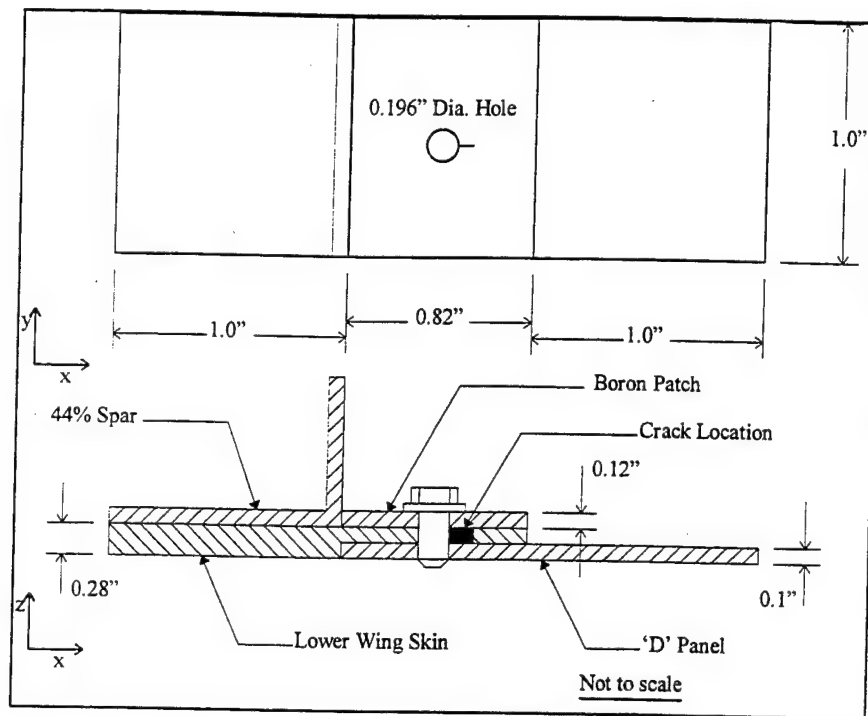 0.196” Dia. Hole
1.0”
1.0”
0.82”
1.0”
y
x
Boron Patch
44% Spar
Crack Location
0.12”
0.28”
0.1”
z
x
Lower Wing Skin
‘D’ Panel
Not to scale